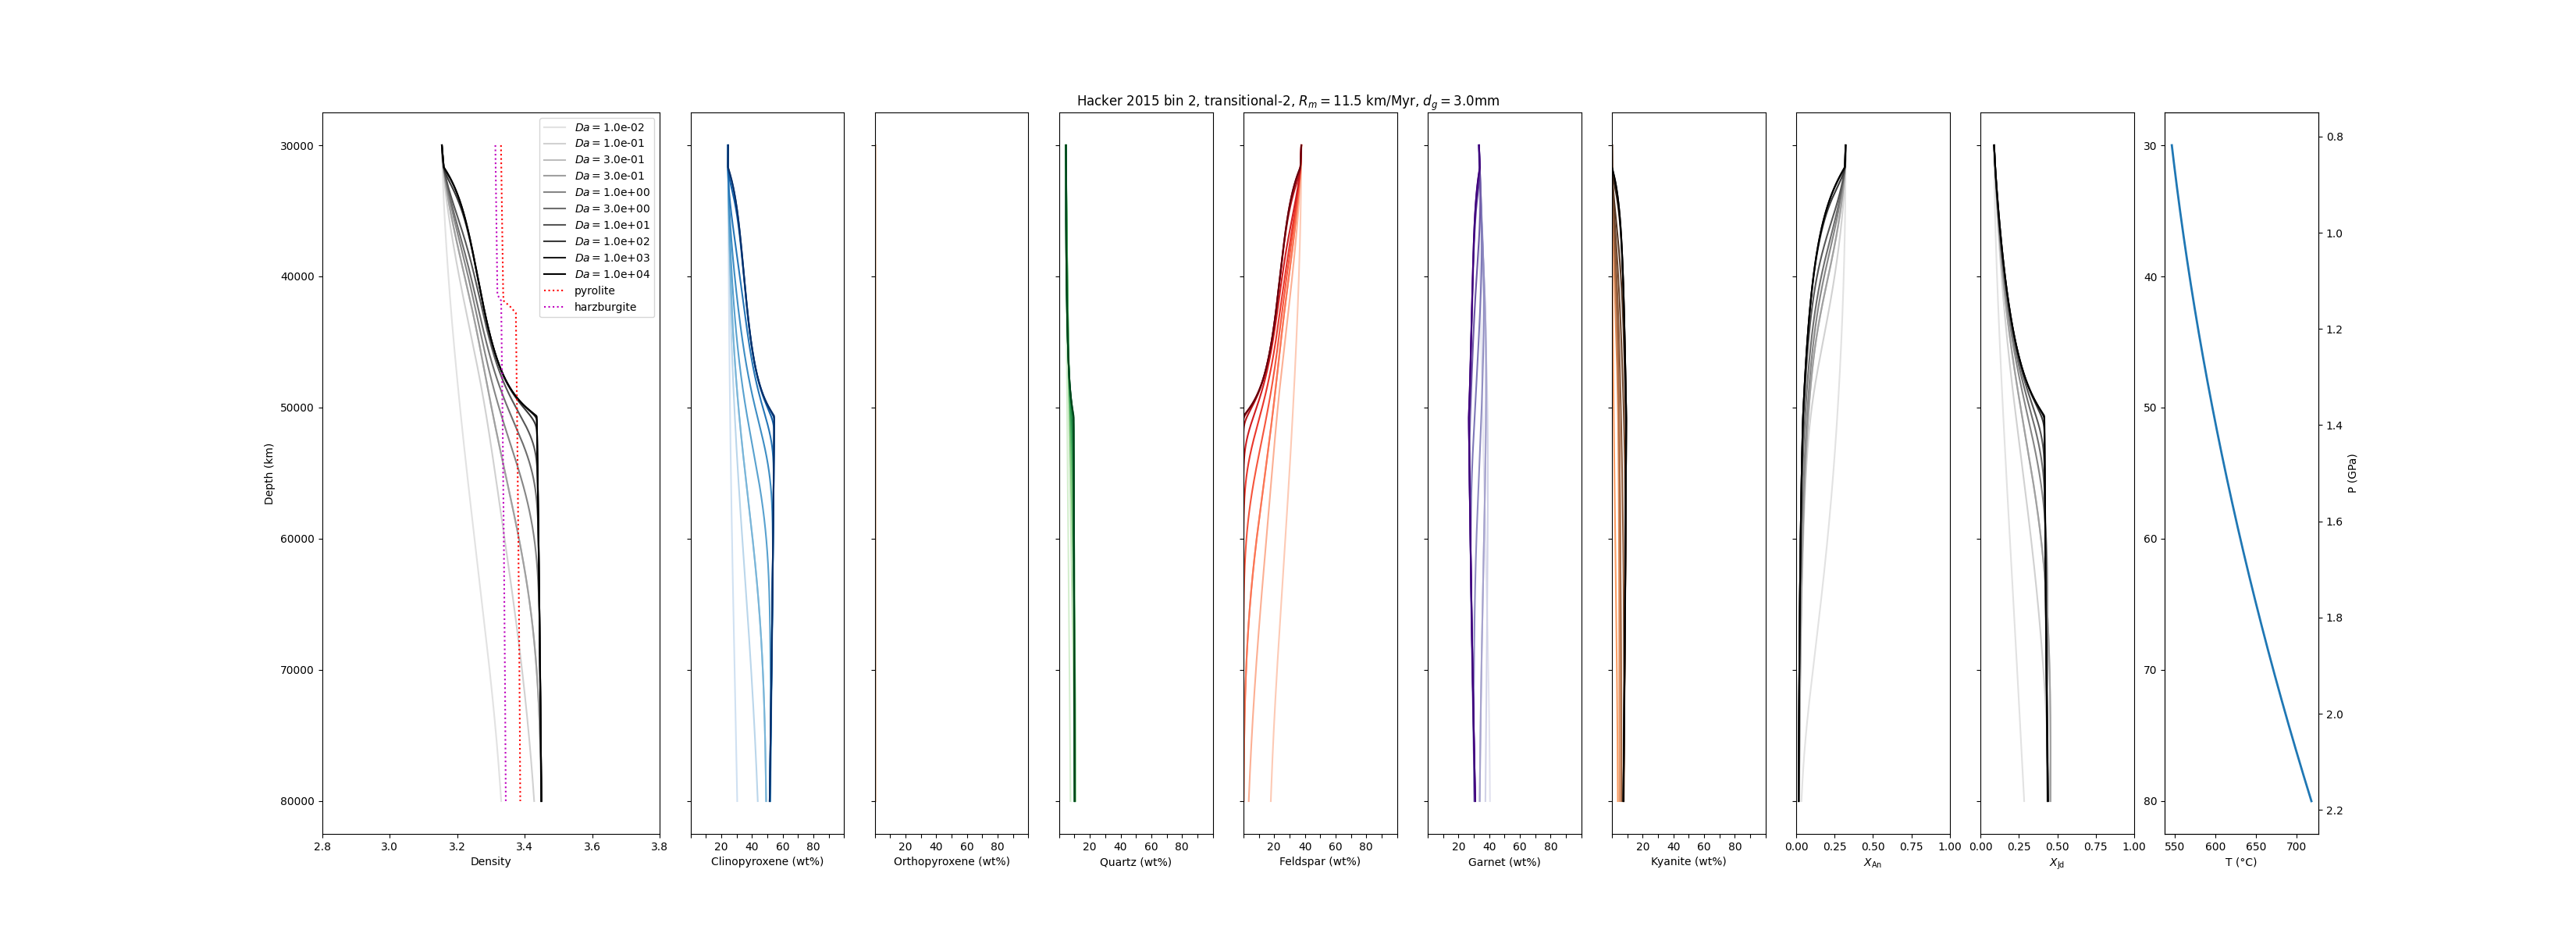 Hacker 2015 bin 2, transitional-2, Rm = 11.5 km/Myr, dg = 3.0mm
Da = 1.0e-02
Da = 1.0e-01
Da = 3.0e-01
Da = 3.0e-01
Da = 1.0e+00
Da = 3.0e+00
Da = 1.0e+01
Da = 1.0e+02
Da = 1.0e+03
Da = 1.0e+04
pyrolite
harzburgite
Depth (km)
30000
40000
50000
60000
70000
80000
2.8 3.0 3.2 3.4 3.6 3.8
Density
20 40 60 80
Clinopyroxene (wt%)
20 40 60 80
Orthopyroxene (wt%)
20 40 60 80
Quartz (wt%)
20 40 60 80
Feldspar (wt%)
20 40 60 80
Garnet (wt%)
20 40 60 80
Kyanite (wt%)
0.00 0.25 0.50 0.75 1.00
XAn
0.00 0.25 0.50 0.75 1.00
XJd
30
40
50
60
70
80
550 600 650 700
T (°C)
0.8
1.0
1.2
1.4
1.6
1.8
2.0
2.2
P (GPa)